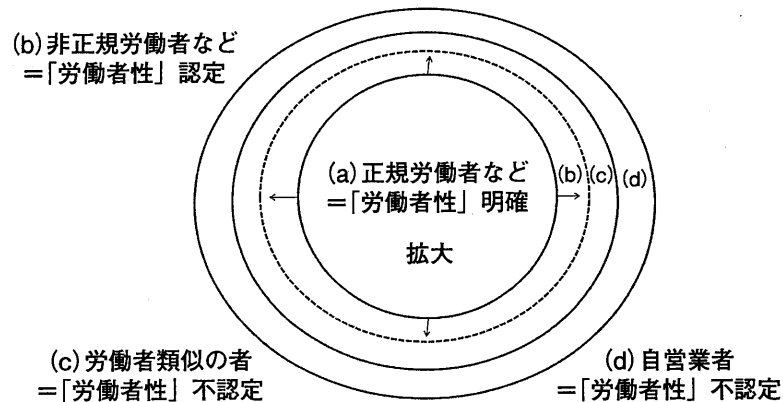 (b)非正規労働者など
=「労働者性」認定
(a)正規労働者など
=「労働者性」明確
拡大
(b)
(c)
(d)
(c)労働者類似の者
=「労働者性」不認定
(d)自営業者
=「労働者性」不認定